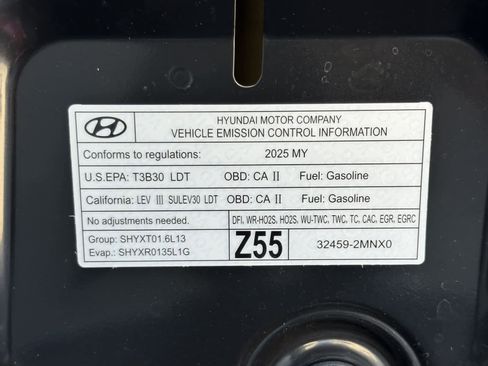 HYUNDAI MOTOR COMPANY
VEHICLE EMISSION CONTROL INFORMATION
Conforms to regulations: 2025 MY
U.S.EPA: T3B30 LDT OBD: CA II Fuel: Gasoline
California: LEV III SULEV30 LDT OBD: CA II Fuel: Gasoline
No adjustments needed. DFI, WR-HO2S, HO2S, WU-TWC, TWC, TC, CAC, EGR, EGRC
Group: SHYXT01.6L13
Evap.: SHYXR0135L1G
Z55
32459-2MNX0